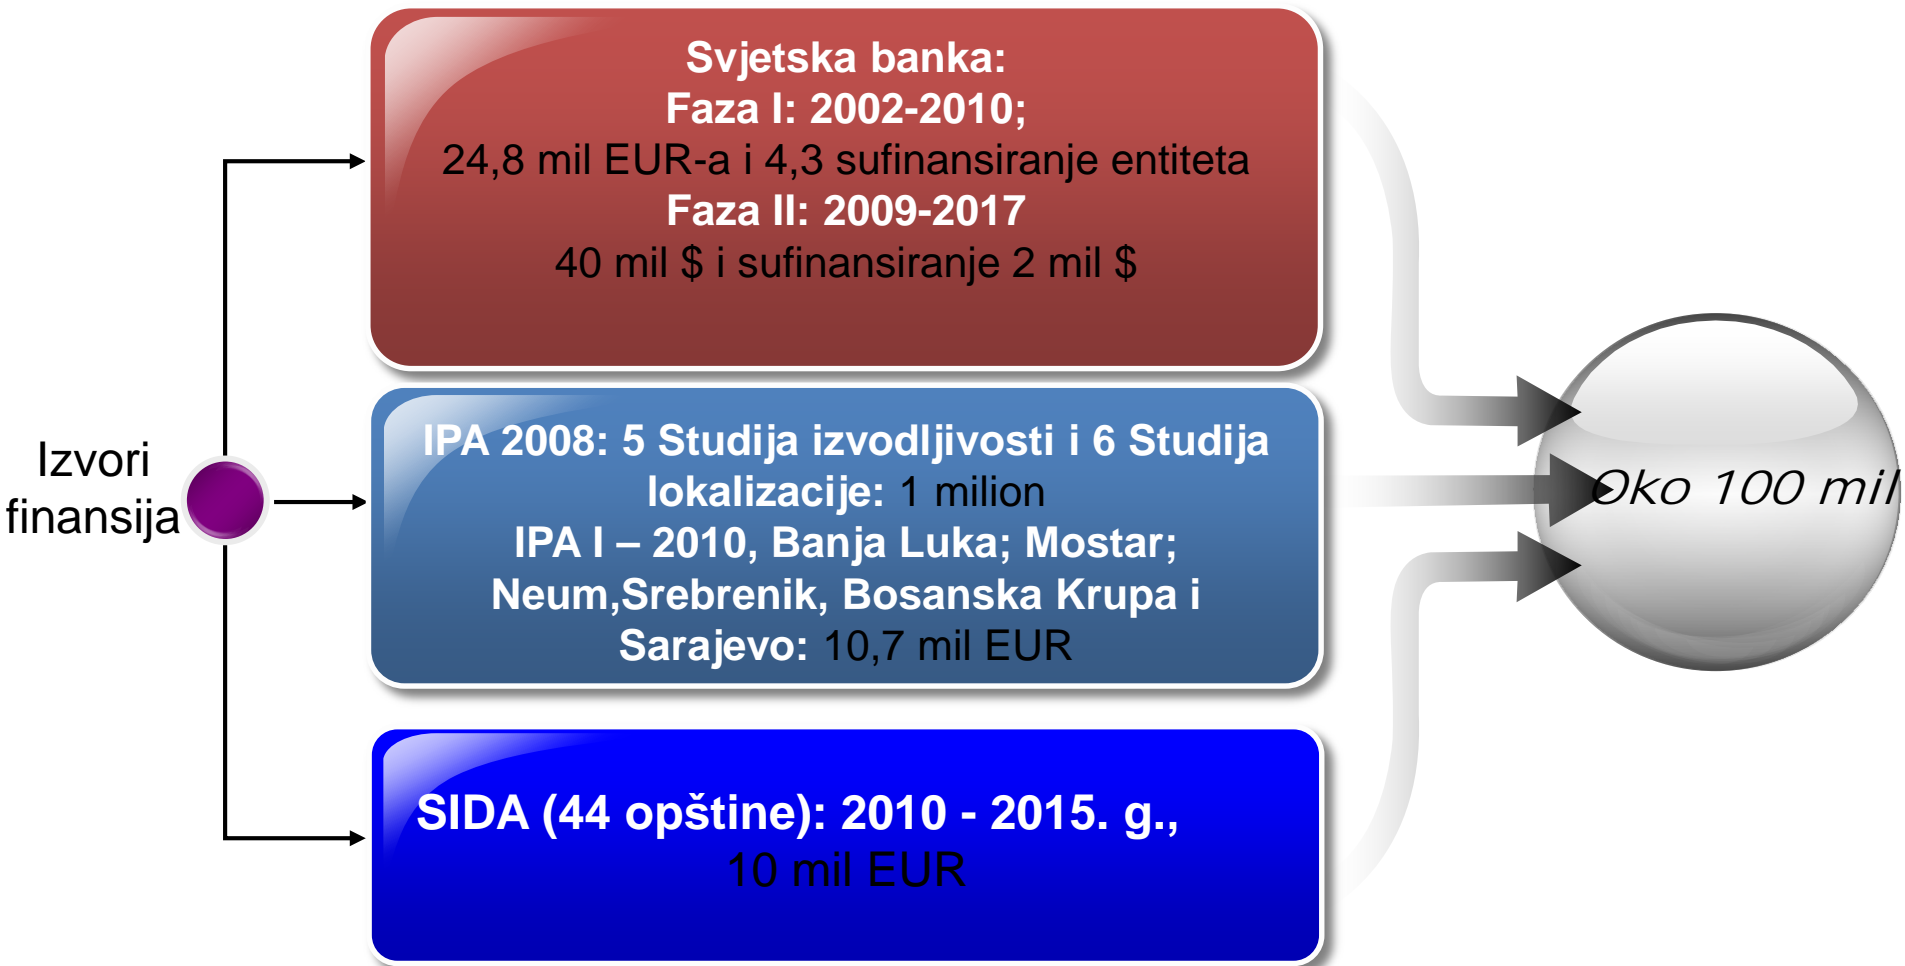 Izvori
finansija
Svjetska banka:
Faza I: 2002-2010;
24,8 mil EUR-a i 4,3 sufinansiranje entiteta
Faza II: 2009-2017
40 mil $ i sufinansiranje 2 mil $
IPA 2008: 5 Studija izvodljivosti i 6 Studija
lokalizacije: 1 milion
IPA I – 2010, Banja Luka; Mostar;
Neum,Srebrenik, Bosanska Krupa i
Sarajevo: 10,7 mil EUR
SIDA (44 opštine): 2010 - 2015. g.,
10 mil EUR
Oko 100 mil